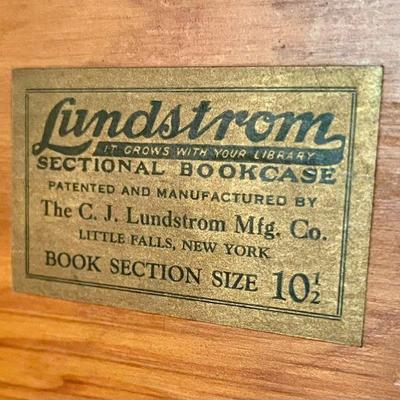 Lundstrom
IT GROWS WITH YOUR LIBRARY
SECTIONAL BOOKCASE
PATENTED AND MANUFACTURED BY
The C. J. Lundstrom Mfg. Co.
LITTLE FALLS, NEW YORK
BOOK SECTION SIZE 10½